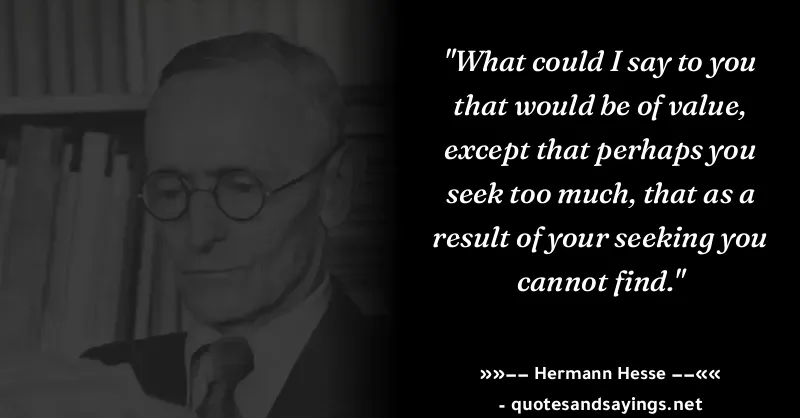 "What could I say to you
that would be of value,
except that perhaps you
seek too much, that as a
result of your seeking you
cannot find."
»»–– Hermann Hesse ––««
- quotesandsayings.net